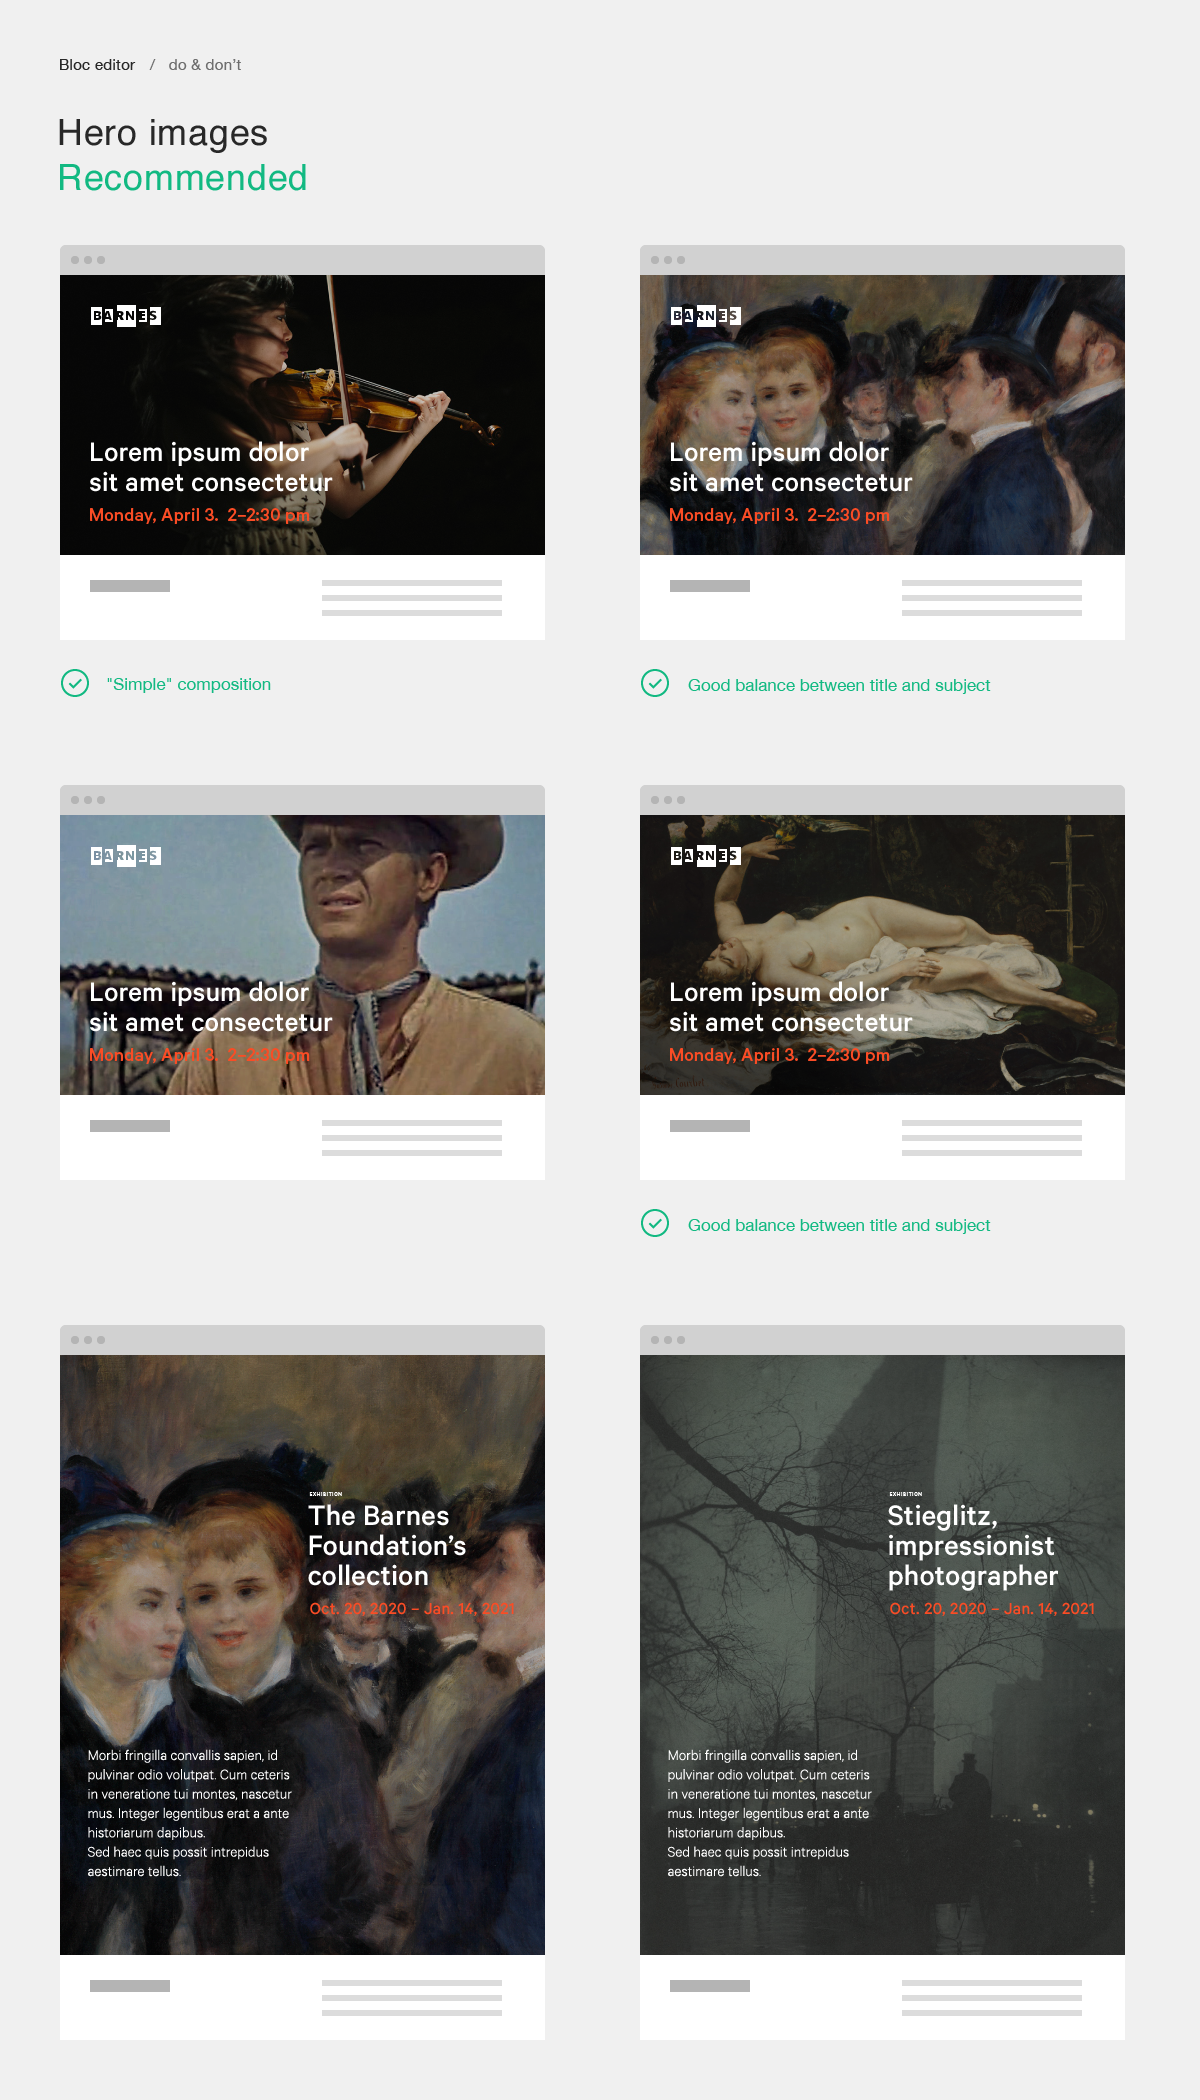 Bloc editor / do & don't
Hero images
Recommended
BARNES
Lorem ipsum dolor
sit amet consectetur
Monday, April 3. 2–2:30 pm
BARNES
Lorem ipsum dolor
sit amet consectetur
Monday, April 3. 2–2:30 pm
"Simple" composition
Good balance between title and subject
BARNES
Lorem ipsum dolor
sit amet consectetur
Monday, April 3. 2–2:30 pm
BARNES
Lorem ipsum dolor
sit amet consectetur
Monday, April 3. 2–2:30 pm
Good balance between title and subject
EXHIBITION
The Barnes
Foundation’s
collection
Oct. 20, 2020 – Jan. 14, 2021
Morbi fringilla convallis sapien, id
pulvinar odio volutpat. Cum ceteris
in veneratione tui montes, nascetur
mus. Integer legentibus erat a ante
historiarum dapibus.
Sed haec quis possit intrepidus
aestimare tellus.
EXHIBITION
Stieglitz,
impressionist
photographer
Oct. 20, 2020 – Jan. 14, 2021
Morbi fringilla convallis sapien, id
pulvinar odio volutpat. Cum ceteris
in veneratione tui montes, nascetur
mus. Integer legentibus erat a ante
historiarum dapibus.
Sed haec quis possit intrepidus
aestimare tellus.